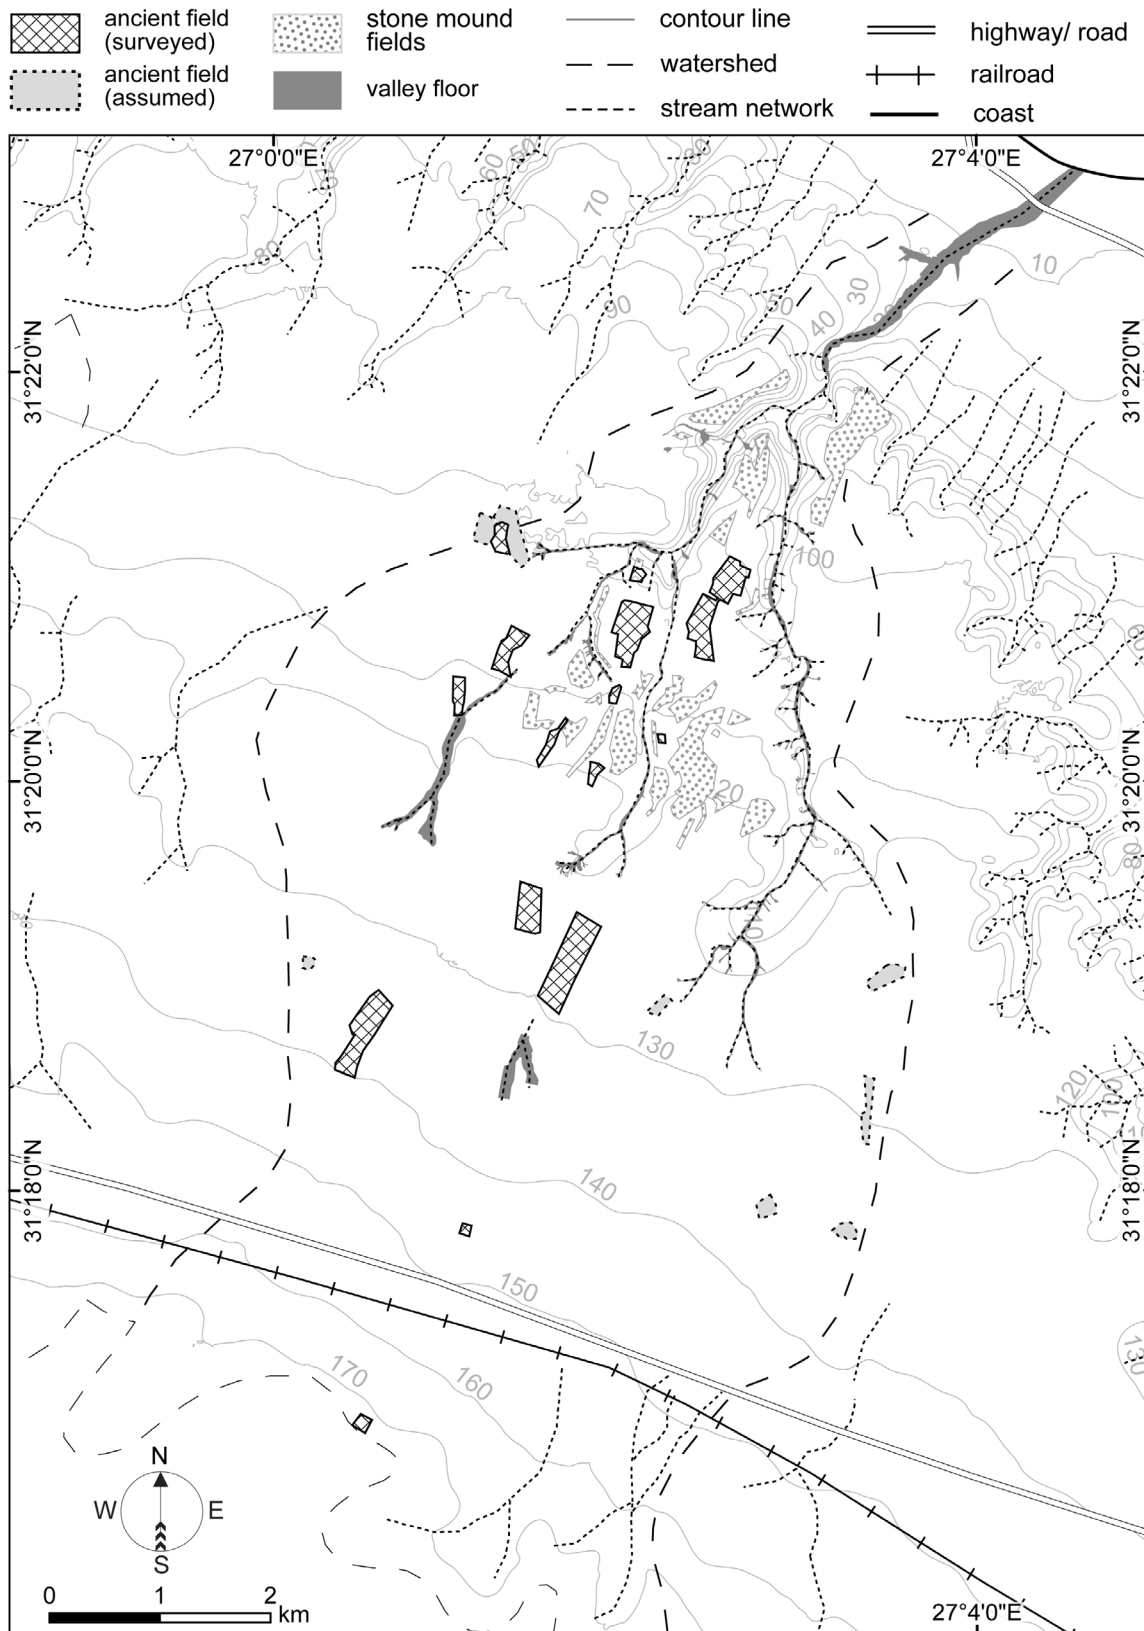 ancient field
(surveyed)
stone mound
fields
contour line
highway/ road
ancient field
(assumed)
valley floor
watershed
railroad
stream network
coast
27°0'0"E
27°4'0"E
60
50
80
70
80
10
90
50
30
40
31°22'0"N
31°22'0"N
100
60
31°20'0"N
31°20'0"N
20
80
130
120
100
140
31°18'0"N
31°18'0"N
150
170
160
130
N
W
E
S
0
1
2
km
27°4'0"E